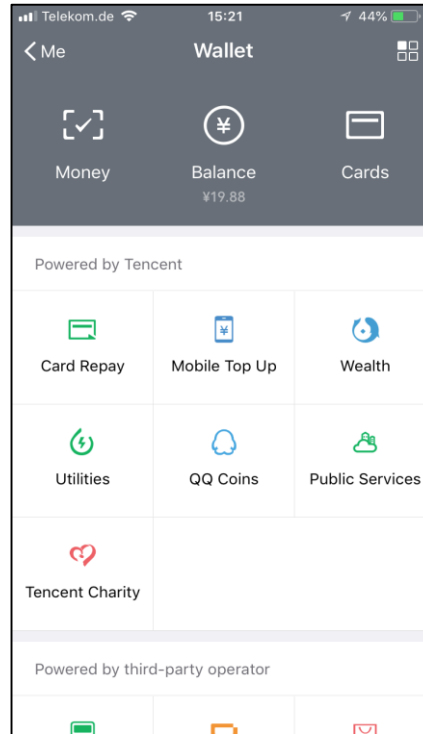 Telekom.de 15:21 44%
Me Wallet
Money Balance Cards
¥19.88
Powered by Tencent
Card Repay Mobile Top Up Wealth
Utilities QQ Coins Public Services
Tencent Charity
Powered by third-party operator